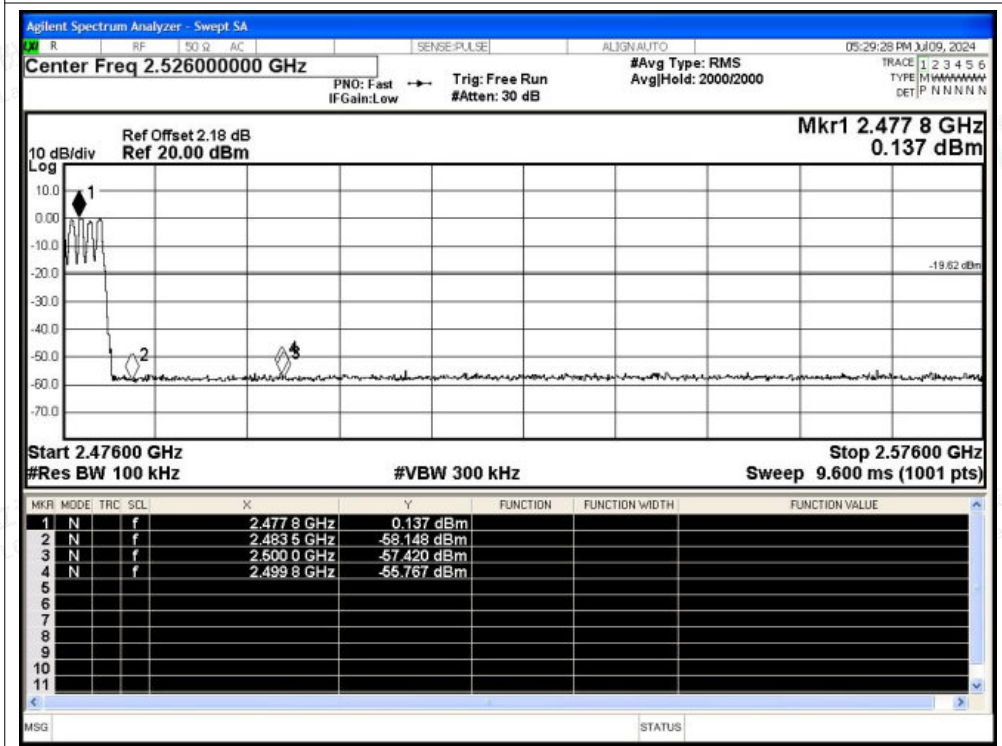 Agilent Spectrum Analyzer - Swept SA
LXI R RF 50 Ω AC SENSE:PULSE ALIGNAUTO 05:29:28 PM Jul 09, 2024
Center Freq 2.526000000 GHz #Avg Type: RMS TRACE 1 2 3 4 5 6
PNO: Fast Trig: Free Run Avg|Hold: 2000/2000 TYPE M
IFGain:Low #Atten: 30 dB DET P N N N N N
Mkr1 2.477 8 GHz
Ref Offset 2.18 dB
10 dB/div Ref 20.00 dBm 0.137 dBm
Log
10.0
1
0.00
-10.0
-19.62 dBm
-20.0
-30.0
-40.0
-50.0
2
-60.0
-70.0
Start 2.47600 GHz Stop 2.57600 GHz
#Res BW 100 kHz #VBW 300 kHz Sweep 9.600 ms (1001 pts)
MKR MODE TRC SCL X Y FUNCTION FUNCTION WIDTH FUNCTION VALUE
1 N f 2.477 8 GHz 0.137 dBm
2 N f 2.483 5 GHz -58.148 dBm
3 N f 2.500 0 GHz -57.420 dBm
4 N f 2.499 8 GHz -55.767 dBm
5
6
7
8
9
10
11
MSG STATUS